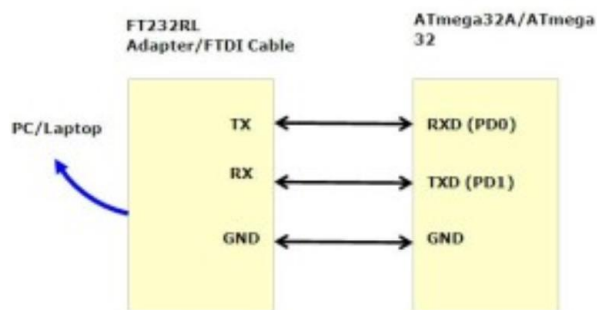 FT232RL
Adapter/FTDI Cable
ATmega32A/ATmega
32
PC/Laptop
TX
RXD (PD0)
RX
TXD (PD1)
GND
GND